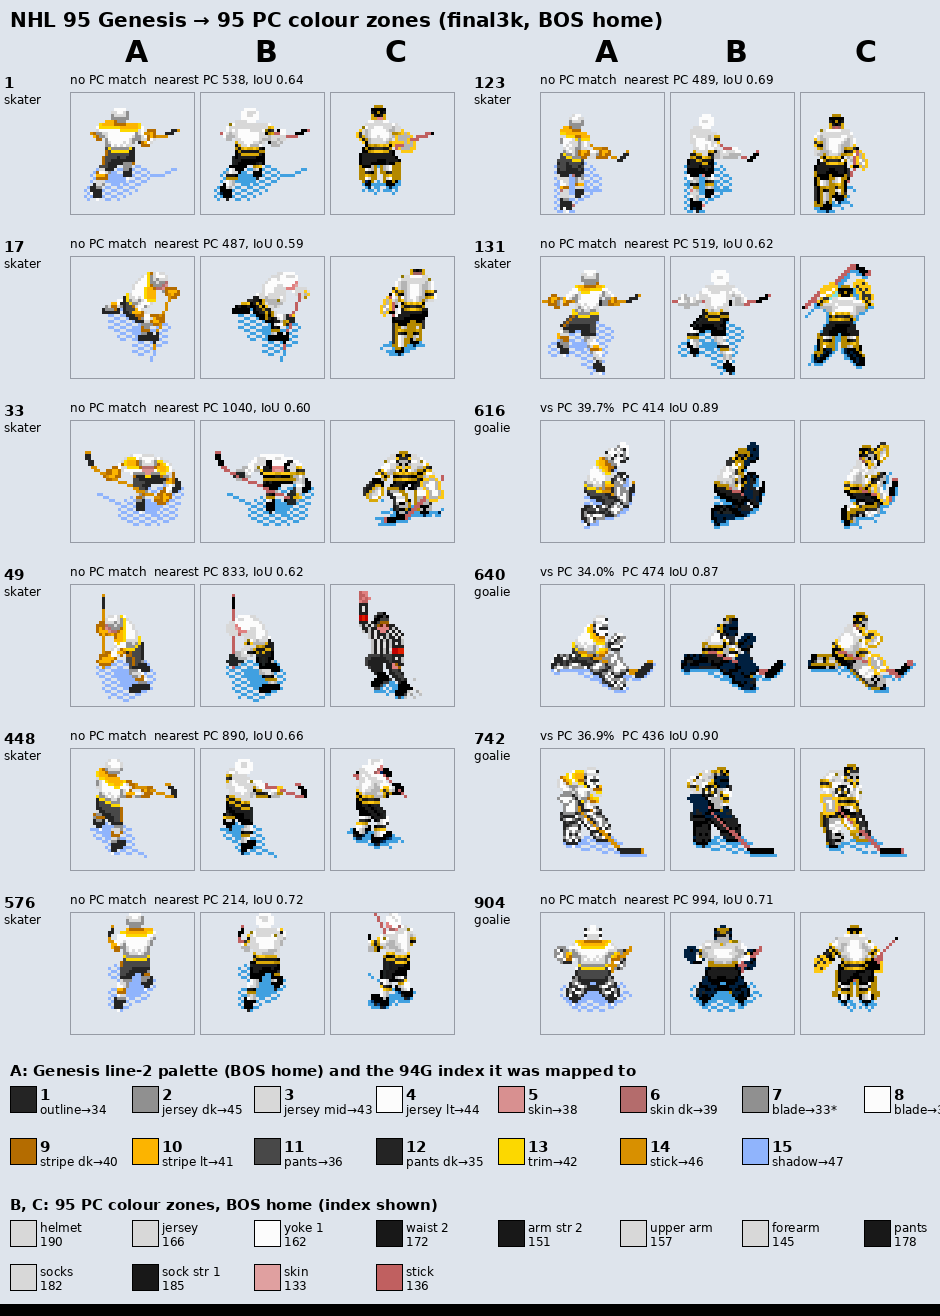 NHL 95 Genesis → 95 PC colour zones (final3k, BOS home)
A B C A B C
1 skater no PC match nearest PC 538, IoU 0.64
123 skater no PC match nearest PC 489, IoU 0.69
17 skater no PC match nearest PC 487, IoU 0.59
131 skater no PC match nearest PC 519, IoU 0.62
33 skater no PC match nearest PC 1040, IoU 0.60
616 goalie vs PC 39.7% PC 414 IoU 0.89
49 skater no PC match nearest PC 833, IoU 0.62
640 goalie vs PC 34.0% PC 474 IoU 0.87
448 skater no PC match nearest PC 890, IoU 0.66
742 goalie vs PC 36.9% PC 436 IoU 0.90
576 skater no PC match nearest PC 214, IoU 0.72
904 goalie no PC match nearest PC 994, IoU 0.71
A: Genesis line-2 palette (BOS home) and the 94G index it was mapped to
1 2 3 4 5 6 7 8
outline→34 jersey dk→45 jersey mid→43 jersey lt→44 skin→38 skin dk→39 blade→33* blade→
9 10 11 12 13 14 15
stripe dk→40 stripe lt→41 pants→36 pants dk→35 trim→42 stick→46 shadow→47
B, C: 95 PC colour zones, BOS home (index shown)
helmet jersey yoke 1 waist 2 arm str 2 upper arm forearm pants
190 166 162 172 151 157 145 178
socks sock str 1 skin stick
182 185 133 136